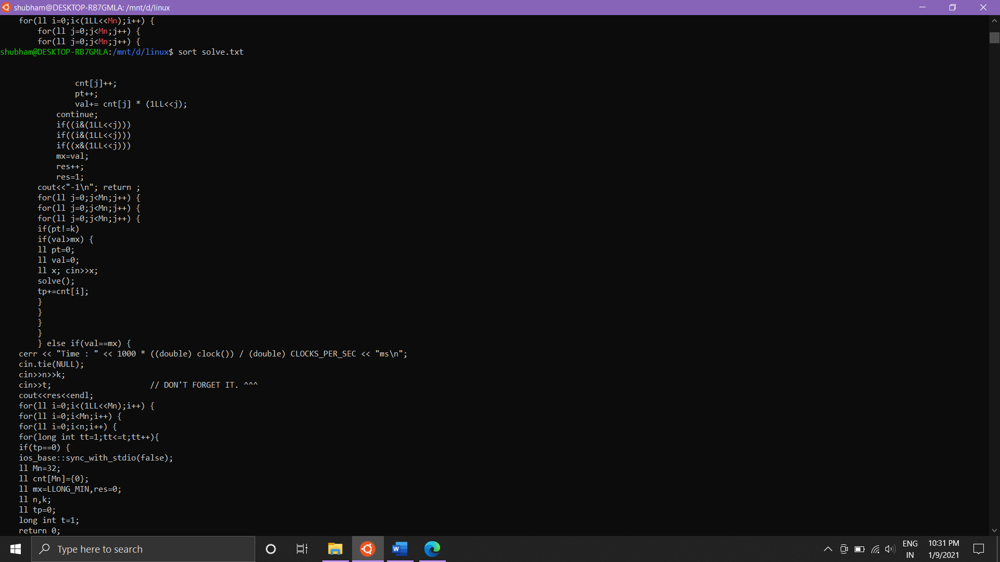 shubham@DESKTOP-RB7GMLA: /mnt/d/linux
    for(ll i=0;i<(1LL<<Mn);i++) {
        for(ll j=0;j<Mn;j++) {
        for(ll j=0;j<Mn;j++) {
shubham@DESKTOP-RB7GMLA:/mnt/d/linux$ sort solve.txt
                cnt[j]++;
                pt++;
                val+= cnt[j] * (1LL<<j);
            continue;
            if((i&(1LL<<j)))
            if((i&(1LL<<j)))
            if((x&(1LL<<j)))
            mx=val;
            res++;
            res=1;
        cout<<"-1\n"; return ;
        for(ll j=0;j<Mn;j++) {
        for(ll j=0;j<Mn;j++) {
        for(ll j=0;j<Mn;j++) {
        if(pt!=k)
        if(val>mx) {
        ll pt=0;
        ll val=0;
        ll x; cin>>x;
        solve();
        tp+=cnt[i];
        }
        }
        }
        }
        } else if(val==mx) {
    cerr << "Time : " << 1000 * ((double) clock()) / (double) CLOCKS_PER_SEC << "ms\n";
    cin.tie(NULL);
    cin>>n>>k;
    cin>>t;                     // DON'T FORGET IT. ^^^
    cout<<res<<endl;
    for(ll i=0;i<(1LL<<Mn);i++) {
    for(ll i=0;i<Mn;i++) {
    for(ll i=0;i<n;i++) {
    for(long int tt=1;tt<=t;tt++){
    if(tp==0) {
    ios_base::sync_with_stdio(false);
    ll Mn=32;
    ll cnt[Mn]={0};
    ll mx=LLONG_MIN,res=0;
    ll n,k;
    ll tp=0;
    long int t=1;
    return 0;
Type here to search
W
ENG
IN
10:31 PM
1/9/2021